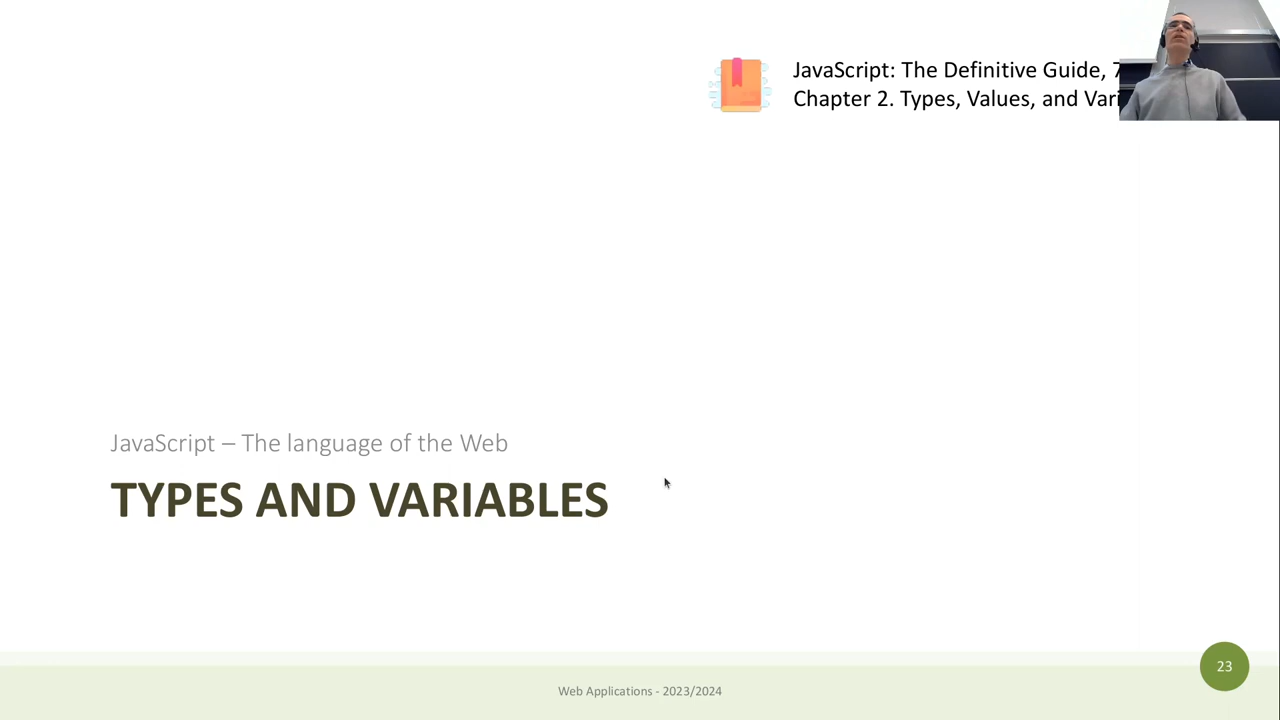 JavaScript: The Definitive Guide,
Chapter 2. Types, Values, and
JavaScript – The language of the Web
TYPES AND VARIABLES
23
Web Applications - 2023/2024